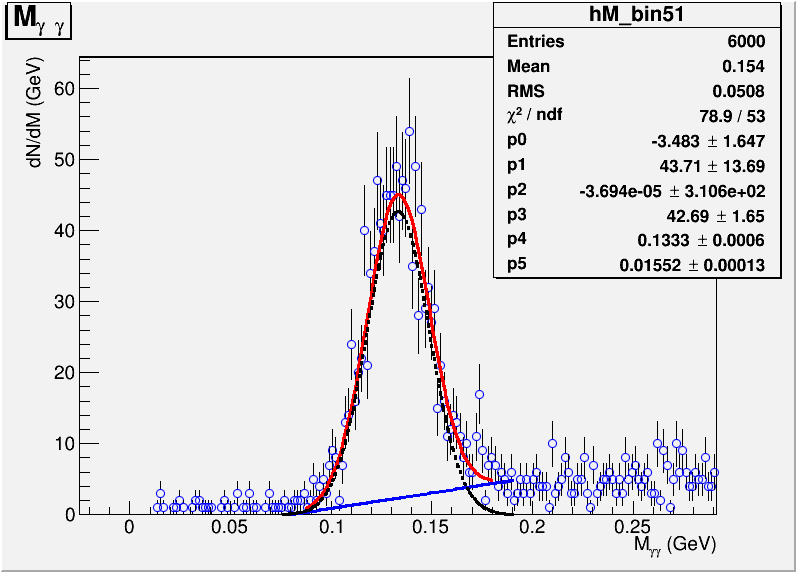 M γ γ
hM_bin51
Entries 6000
Mean 0.154
RMS 0.0508
χ² / ndf 78.9 / 53
p0 -3.483 ± 1.647
p1 43.71 ± 13.69
p2 -3.694e-05 ± 3.106e+02
p3 42.69 ± 1.65
p4 0.1333 ± 0.0006
p5 0.01552 ± 0.00013
dN/dM (GeV)
60
50
40
30
20
10
0
0 0.05 0.1 0.15 0.2 0.25
Mγγ (GeV)